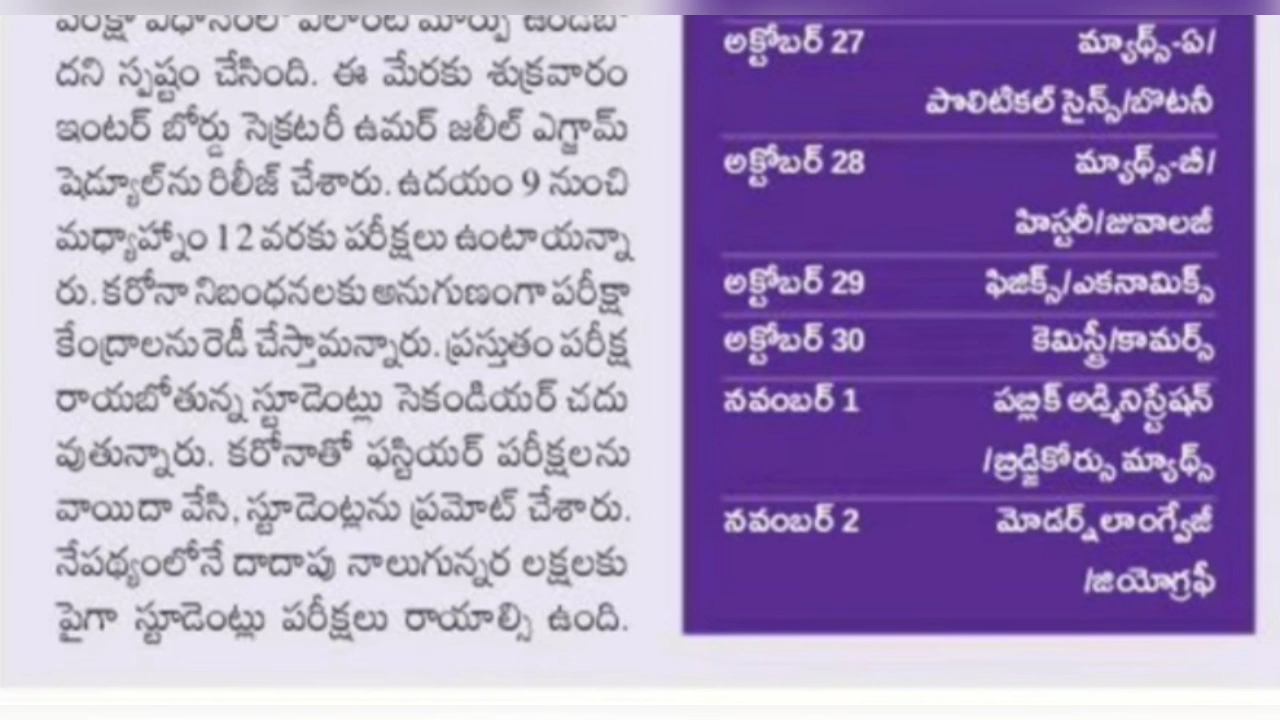 పరీక్షా విధానంలో ఎలాంటి మార్పు ఉండబో
దని స్పష్టం చేసింది. ఈ మేరకు శుక్రవారం
ఇంటర్ బోర్డు సెక్రటరీ ఉమర్ జలీల్ ఎగ్జామ్
షెడ్యూల్‌ను రిలీజ్ చేశారు. ఉదయం 9 నుంచి
మధ్యాహ్నాం 12 వరకు పరీక్షలు ఉంటాయన్నా
రు. కరోనా నిబంధనలకు అనుగుణంగా పరీక్షా
కేంద్రాలను రెడీ చేస్తామన్నారు. ప్రస్తుతం పరీక్ష
రాయబోతున్న స్టూడెంట్లు సెకండియర్ చదు
వుతున్నారు. కరోనాతో ఫస్టియర్ పరీక్షలను
వాయిదా వేసి, స్టూడెంట్లను ప్రమోట్ చేశారు.
నేపథ్యంలోనే దాదాపు నాలుగున్నర లక్షలకు
పైగా స్టూడెంట్లు పరీక్షలు రాయాల్సి ఉంది.
అక్టోబర్ 27 మ్యాథ్స్-ఏ/
పొలిటికల్ సైన్స్/బొటనీ
అక్టోబర్ 28 మ్యాథ్స్-బీ/
హిస్టరీ/జువాలజీ
అక్టోబర్ 29 ఫిజిక్స్/ఎకనామిక్స్
అక్టోబర్ 30 కెమిస్ట్రీ/కామర్స్
నవంబర్ 1 పబ్లిక్ అడ్మినిస్ట్రేషన్
/బ్రిడ్జికోర్సు మ్యాథ్స్
నవంబర్ 2 మోడర్న్ లాంగ్వేజీ
/జియోగ్రఫీ